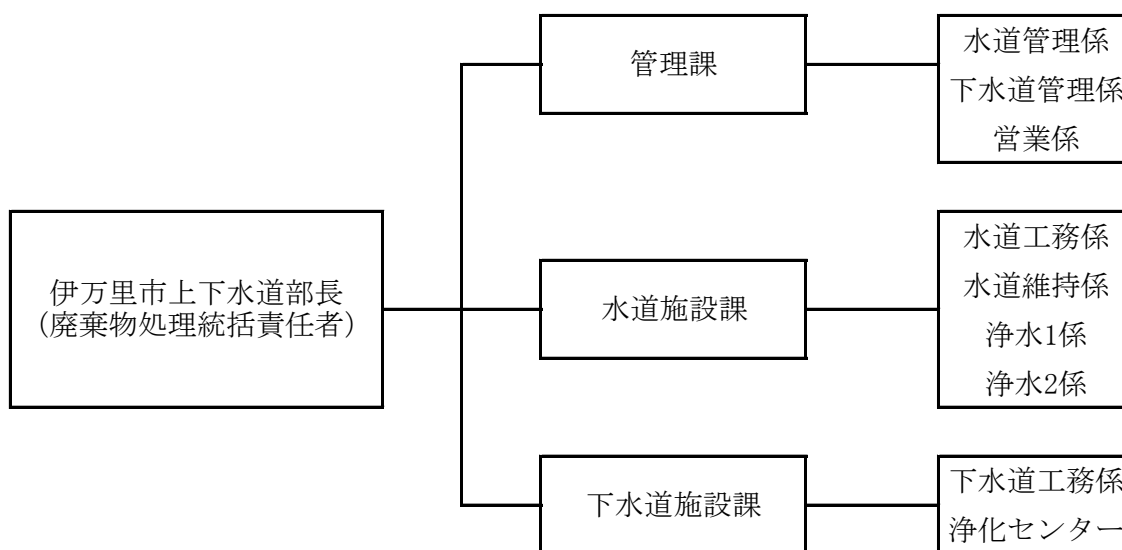 管理課
水道管理係
下水道管理係
営業係
伊万里市上下水道部長
(廃棄物処理統括責任者)
水道施設課
水道工務係
水道維持係
浄水1係
浄水2係
下水道施設課
下水道工務係
浄化センター